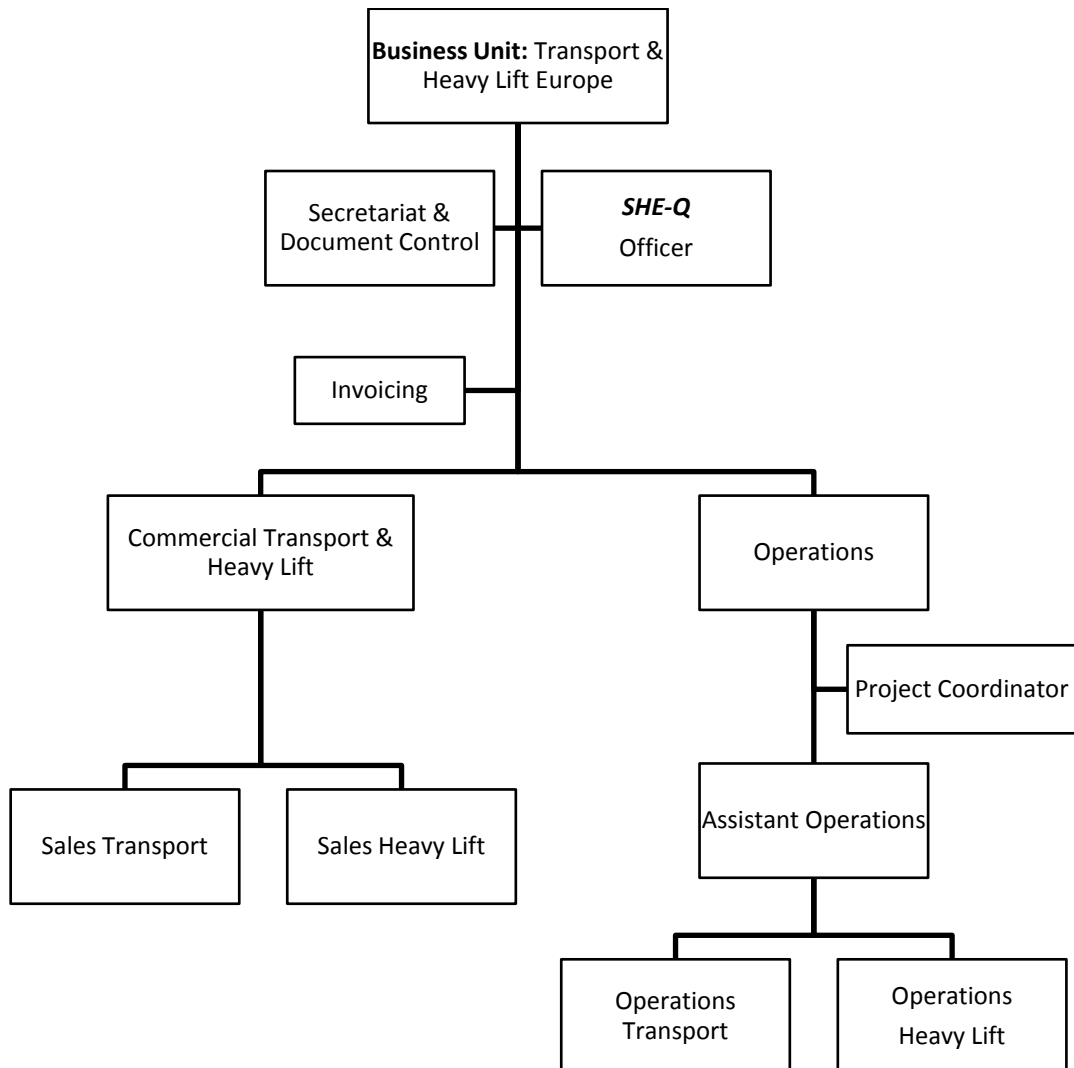 Business Unit: Transport &
Heavy Lift Europe
Secretariat &
Document Control
SHE-Q
Officer
Invoicing
Commercial Transport &
Heavy Lift
Operations
Project Coordinator
Sales Transport
Sales Heavy Lift
Assistant Operations
Operations
Transport
Operations
Heavy Lift